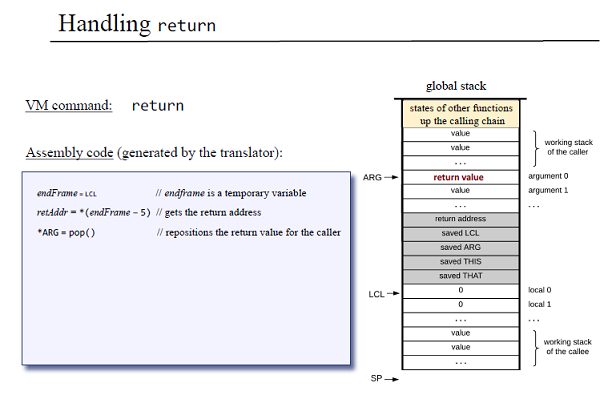 Handling return
VM command: return
Assembly code (generated by the translator):
endFrame = LCL // endframe is a temporary variable
retAddr = *(endFrame – 5) // gets the return address
*ARG = pop() // repositions the return value for the caller
global stack
states of other functions
up the calling chain
value
value
...
working stack
of the caller
ARG
return value
argument 0
value
argument 1
...
...
return address
saved LCL
saved ARG
saved THIS
saved THAT
LCL
0
local 0
0
local 1
...
...
value
value
...
working stack
of the callee
SP